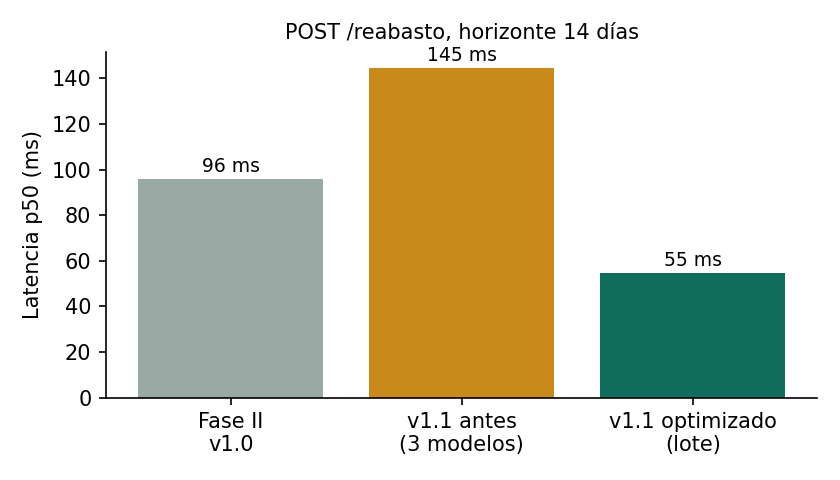 POST /reabasto, horizonte 14 días
145 ms
96 ms
55 ms
Latencia p50 (ms)
140
120
100
80
60
40
20
0
Fase II
v1.0
v1.1 antes
(3 modelos)
v1.1 optimizado
(lote)